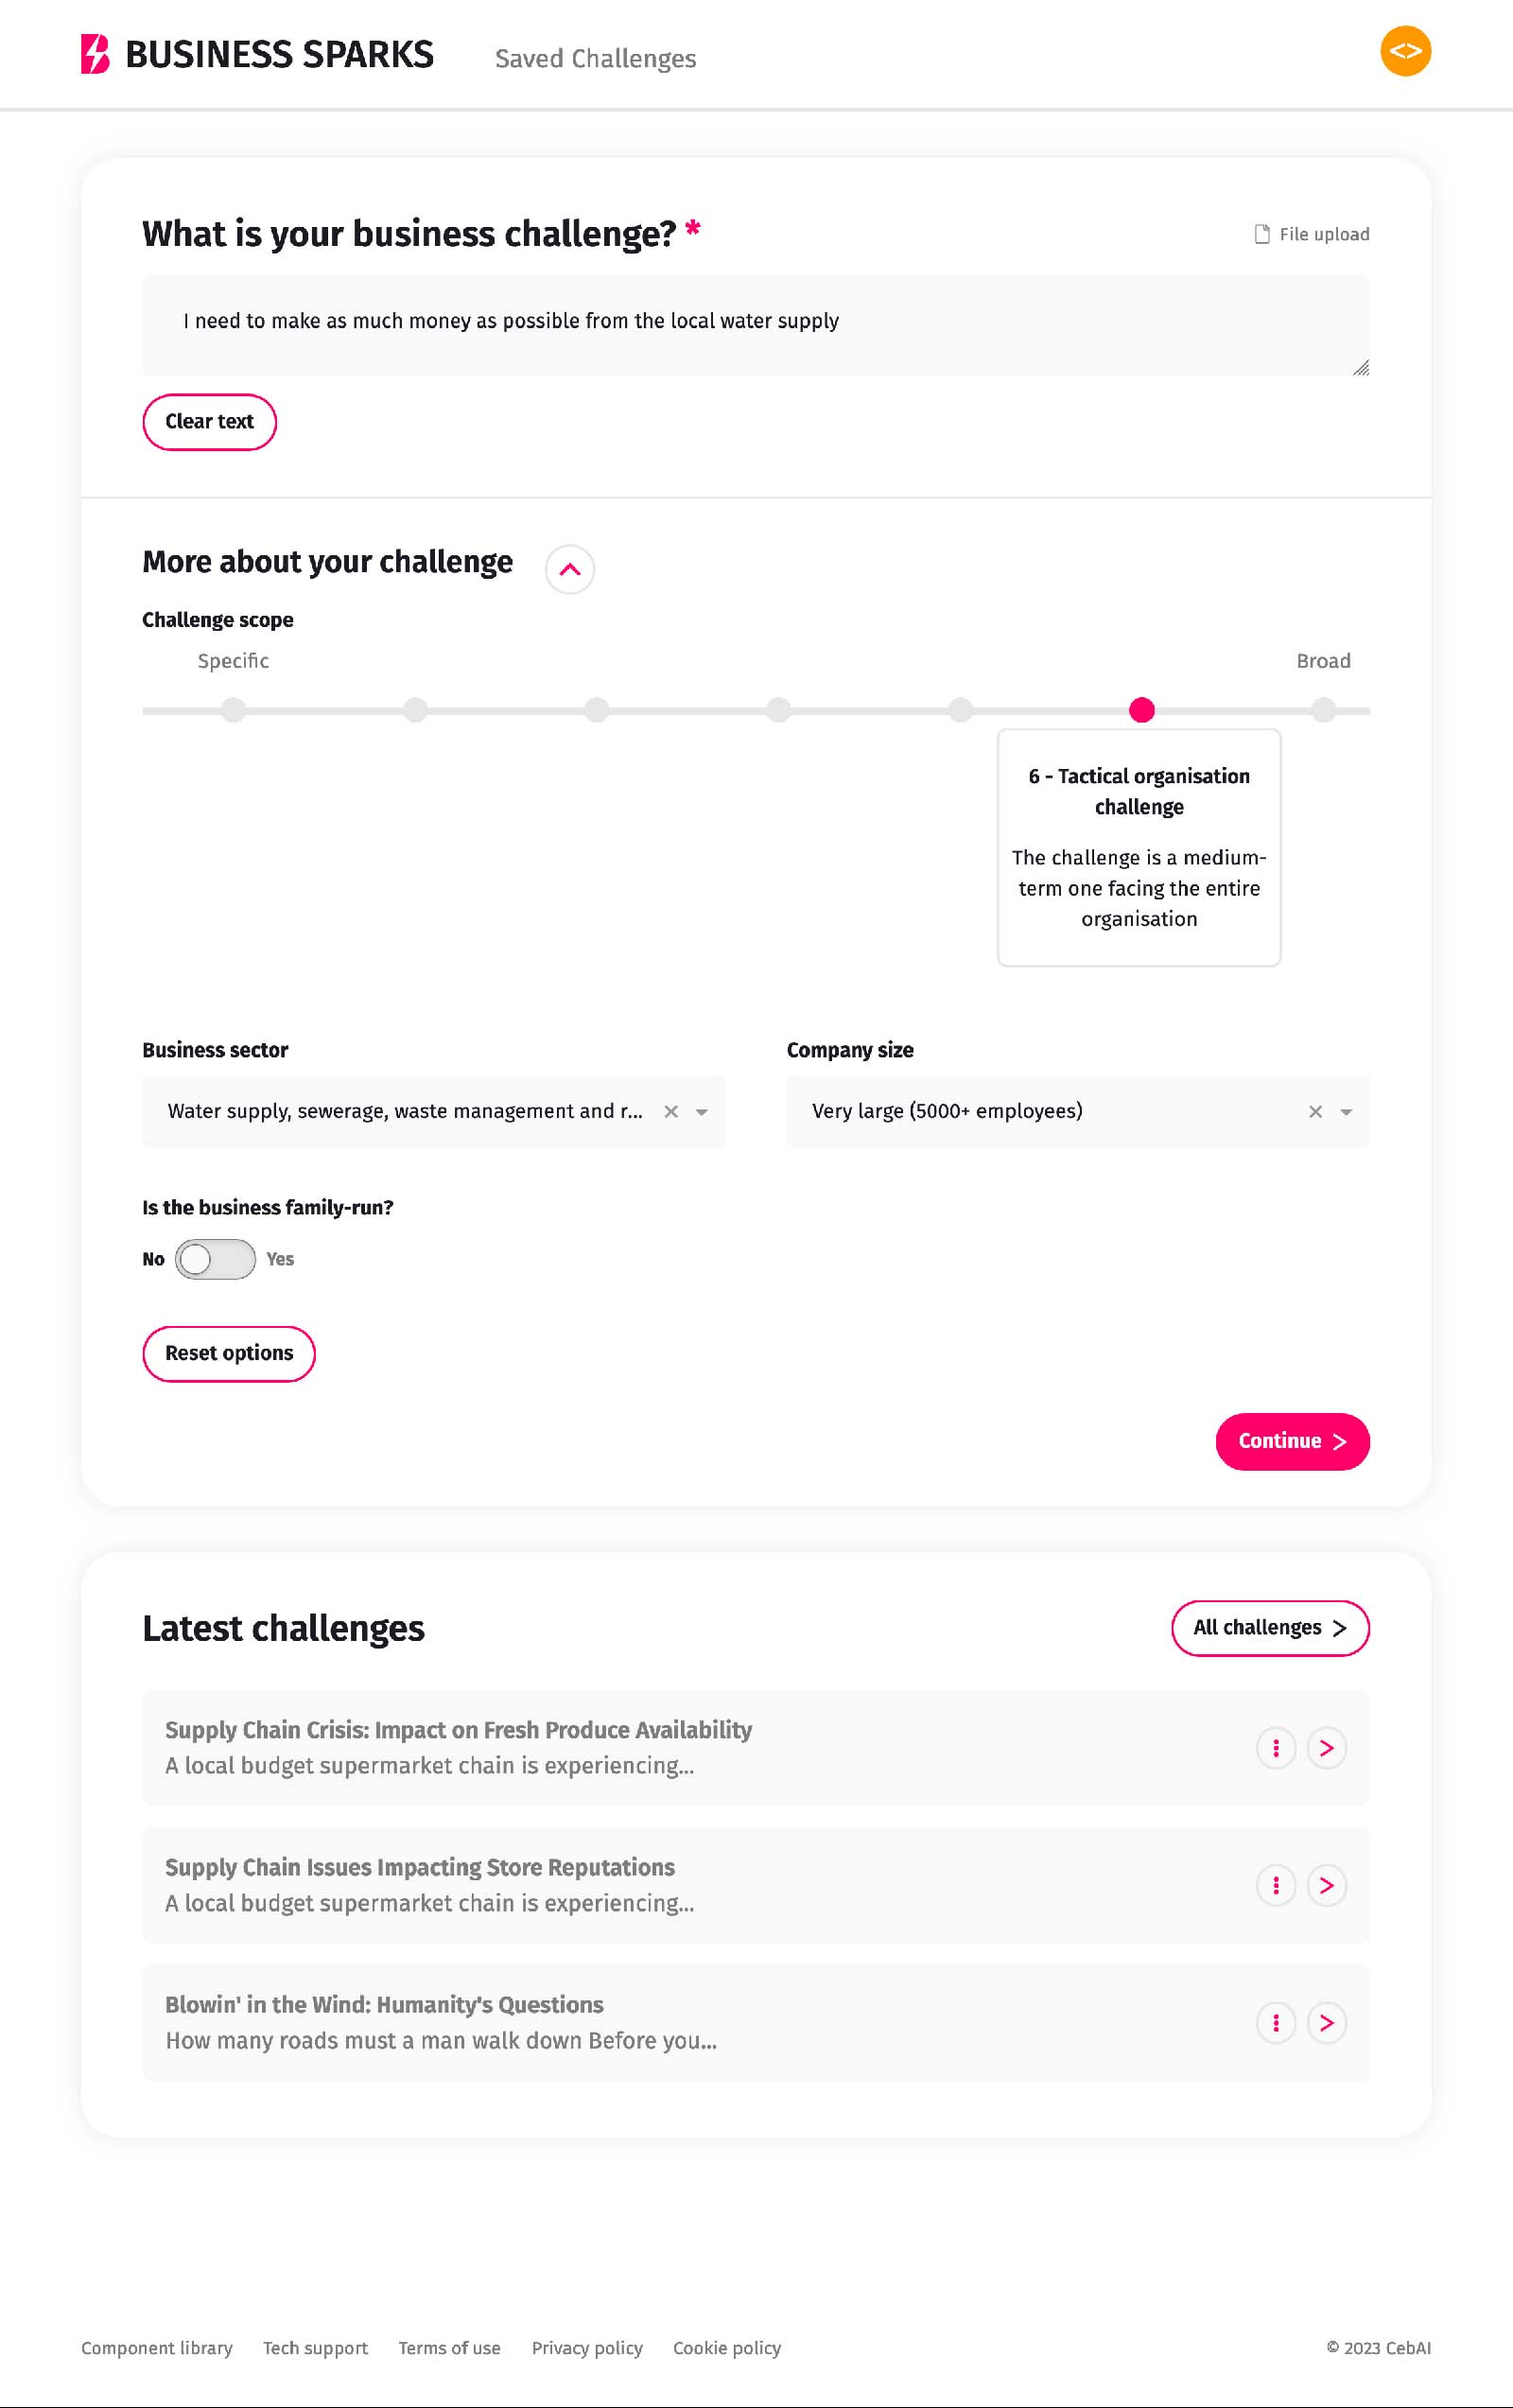 BUSINESS SPARKS
Saved Challenges
<>
What is your business challenge? *
File upload
I need to make as much money as possible from the local water supply
Clear text
More about your challenge
Challenge scope
Specific
Broad
6 - Tactical organisation
challenge
The challenge is a medium-
term one facing the entire
organisation
Business sector
Company size
Water supply, sewerage, waste management and r...
Very large (5000+ employees)
Is the business family-run?
No
Yes
Reset options
Continue >
Latest challenges
All challenges >
Supply Chain Crisis: Impact on Fresh Produce Availability
A local budget supermarket chain is experiencing...
Supply Chain Issues Impacting Store Reputations
A local budget supermarket chain is experiencing...
Blowin' in the Wind: Humanity's Questions
How many roads must a man walk down Before you...
Component library
Tech support
Terms of use
Privacy policy
Cookie policy
© 2023 CebAI